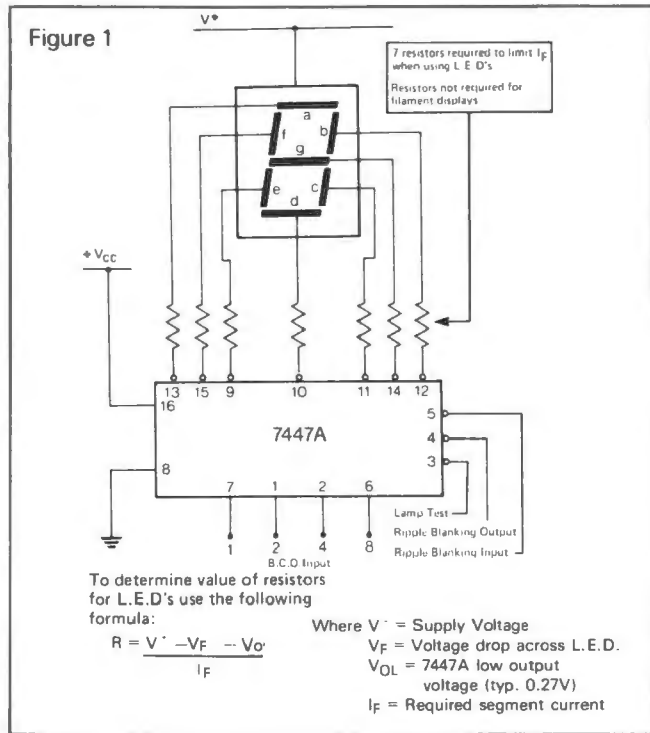 V+
Figure 1
7 resistors required to limit IF
when using L.E.D's
Resistors not required for
filament displays
a
f b
g
e c
d
+ VCC
13 15 9 10 11 14 12
16
5
7447A
4
8
3
7 1 2 6
Lamp Test
1 2 4 8
Ripple Blanking Output
B.C.D Input
Ripple Blanking Input
To determine value of resistors
for L.E.D's use the following
formula:
R = V+ - VF - VO
IF
Where V+ = Supply Voltage
VF = Voltage drop across L.E.D.
VOL = 7447A low output
voltage (typ. 0.27V)
IF = Required segment current